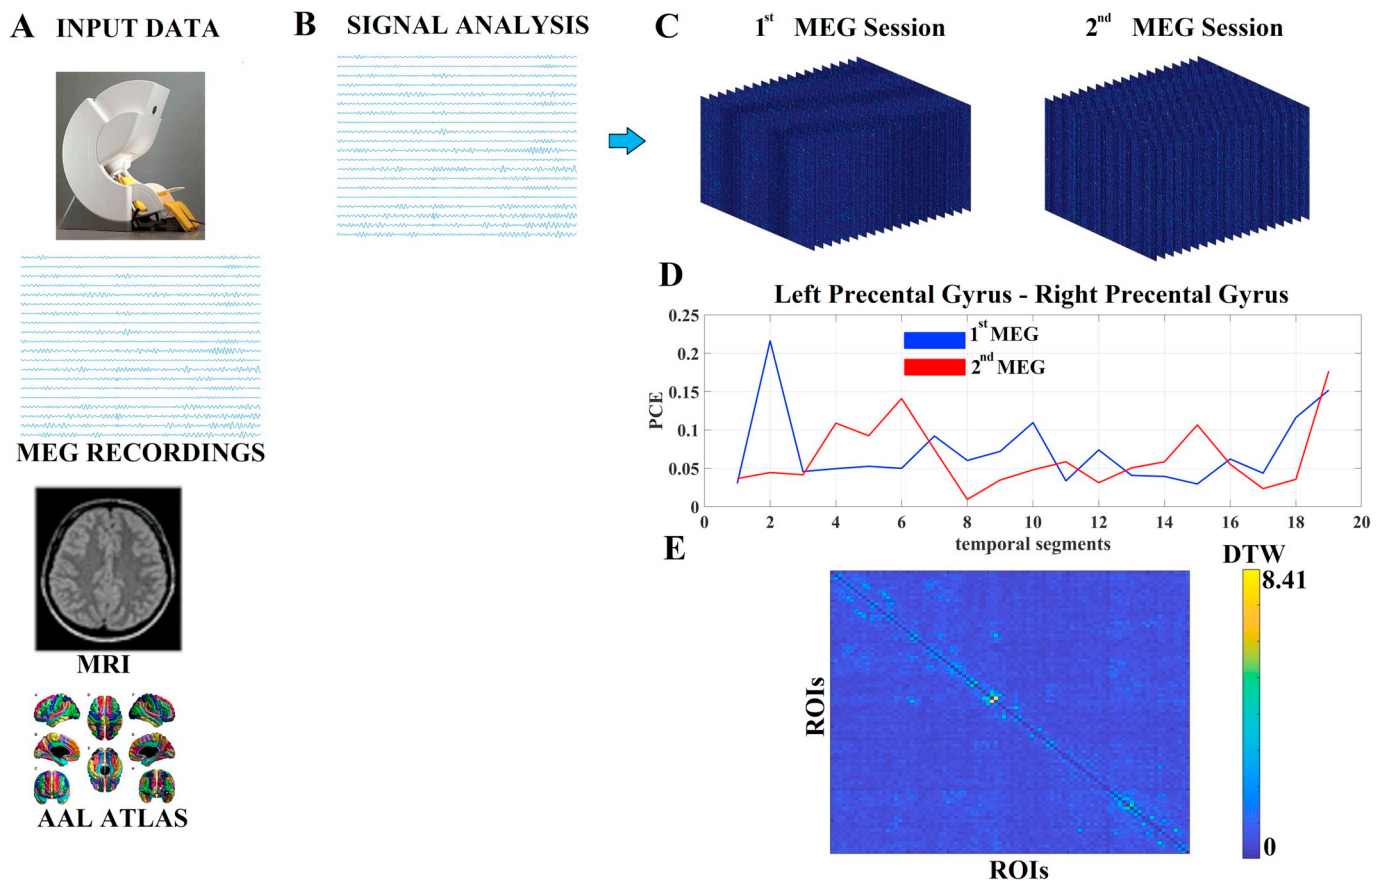 A INPUT DATA
MEG RECORDINGS
MRI
A D F
B E G
C H
AAL ATLAS
B SIGNAL ANALYSIS
C 1st MEG Session 2nd MEG Session
D
Left Precental Gyrus - Right Precental Gyrus
1st MEG
2nd MEG
PCE
0.25
0.2
0.15
0.1
0.05
0
0 2 4 6 8 10 12 14 16 18 20
temporal segments
E
DTW
8.41
0
ROIs
ROIs